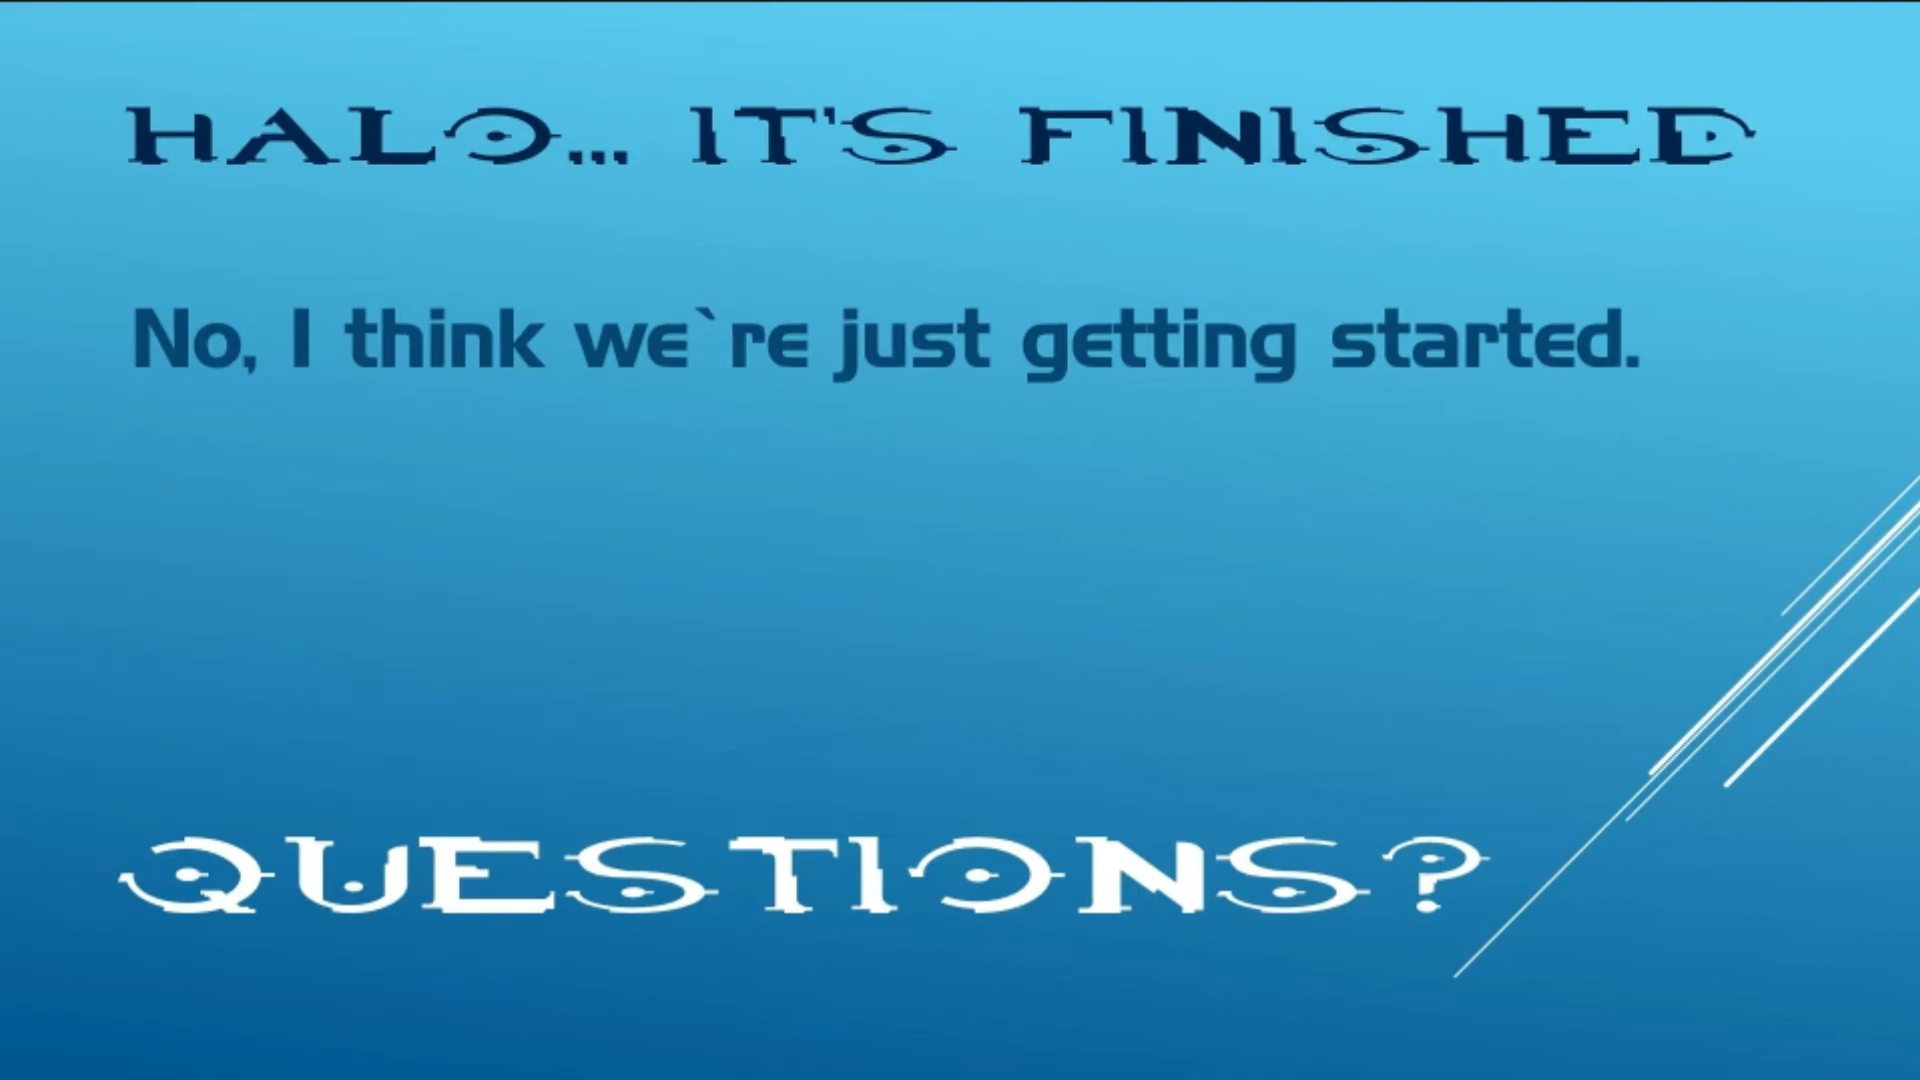 HALO... IT'S FINISHED
No, I think we`re just getting started.
QUESTIONS?